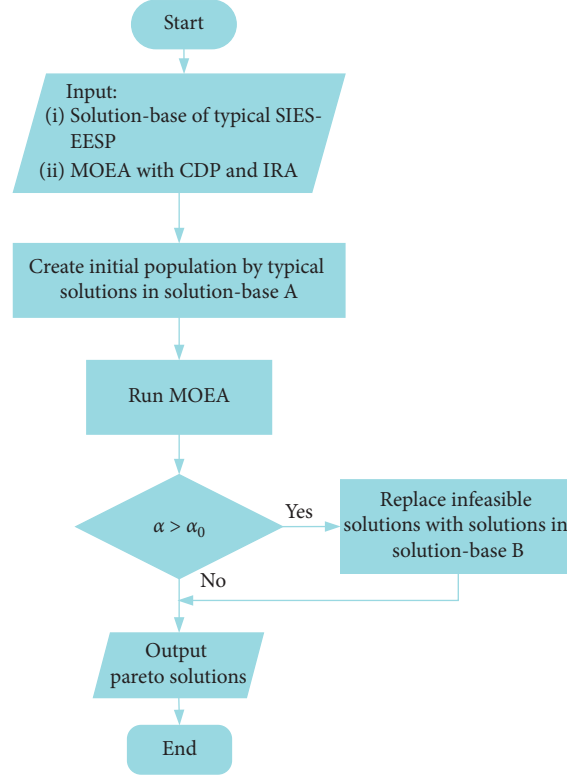 Start
Input:
(i) Solution-base of typical SIES-
EESP
(ii) MOEA with CDP and IRA
Create initial population by typical
solutions in solution-base A
Run MOEA
α > α₀
Yes
Replace infeasible
solutions with solutions in
solution-base B
No
Output
pareto solutions
End